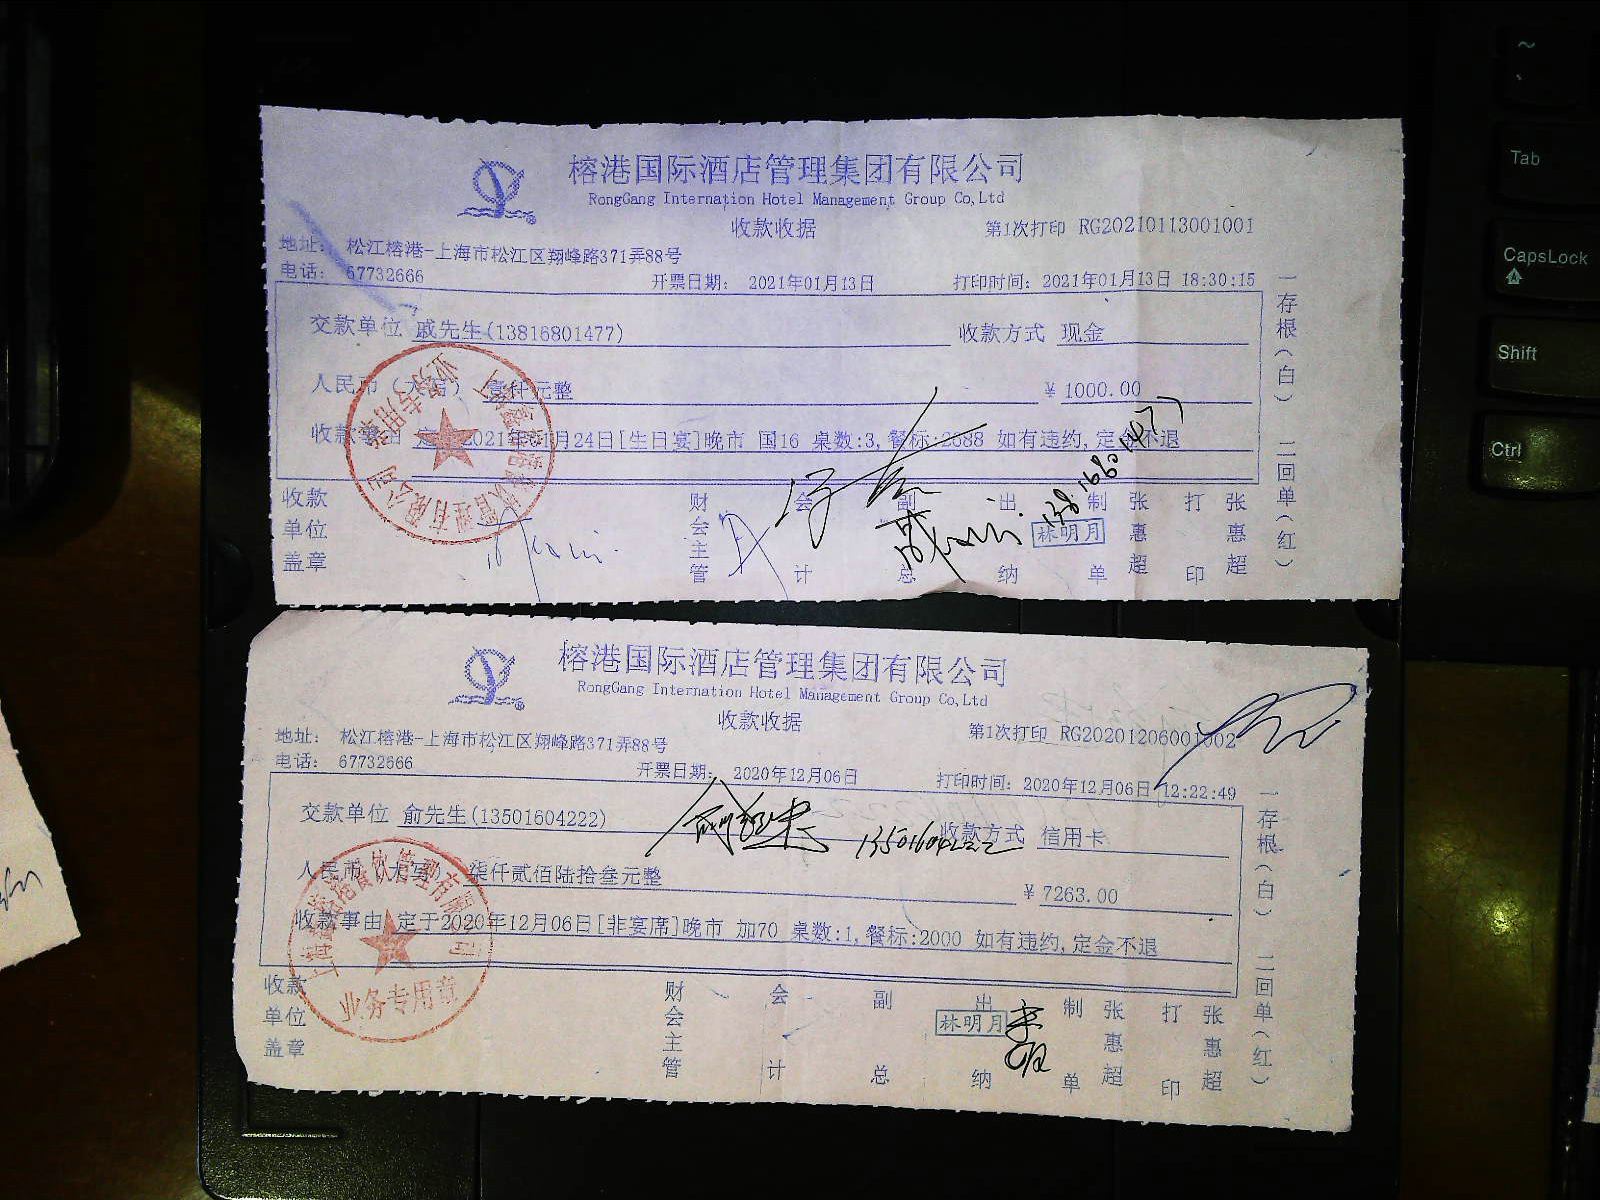 榕港国际酒店管理集团有限公司
RongGang Internation Hotel Management Group Co,Ltd
收款收据 第1次打印 RG20210113001001
地址: 松江榕港-上海市松江区翔峰路371弄88号
电话: 67732666 开票日期: 2021年01月13日 打印时间: 2021年01月13日 18:30:15
交款单位 戚先生(13816801477) 收款方式 现金
人民币（大写） 壹仟元整 ¥ 1000.00
收款事由 定于2021年01月24日[生日宴]晚市 国16 桌数:3,餐标:2688 如有违约,定金不退
13816801477
收款单位盖章 财会主管 会计 副总 出纳 林明月 制单 张惠超 打印 张惠超
一存根（白） 二回单（红）
业务专用章
榕港国际酒店管理集团有限公司
RongGang Internation Hotel Management Group Co,Ltd
收款收据 第1次打印 RG20201206001002
地址: 松江榕港-上海市松江区翔峰路371弄88号
电话: 67732666 开票日期: 2020年12月06日 打印时间: 2020年12月06日 12:22:49
交款单位 俞先生(13501604222) 13501604222 收款方式 信用卡
人民币（大写） 柒仟贰佰陆拾叁元整 ¥ 7263.00
收款事由 定于2020年12月06日[非宴席]晚市 加70 桌数:1,餐标:2000 如有违约,定金不退
收款单位盖章 财会主管 会计 副总 出纳 林明月 制单 张惠超 打印 张惠超
一存根（白） 二回单（红）
业务专用章
~
Tab
CapsLock
Shift
Ctrl